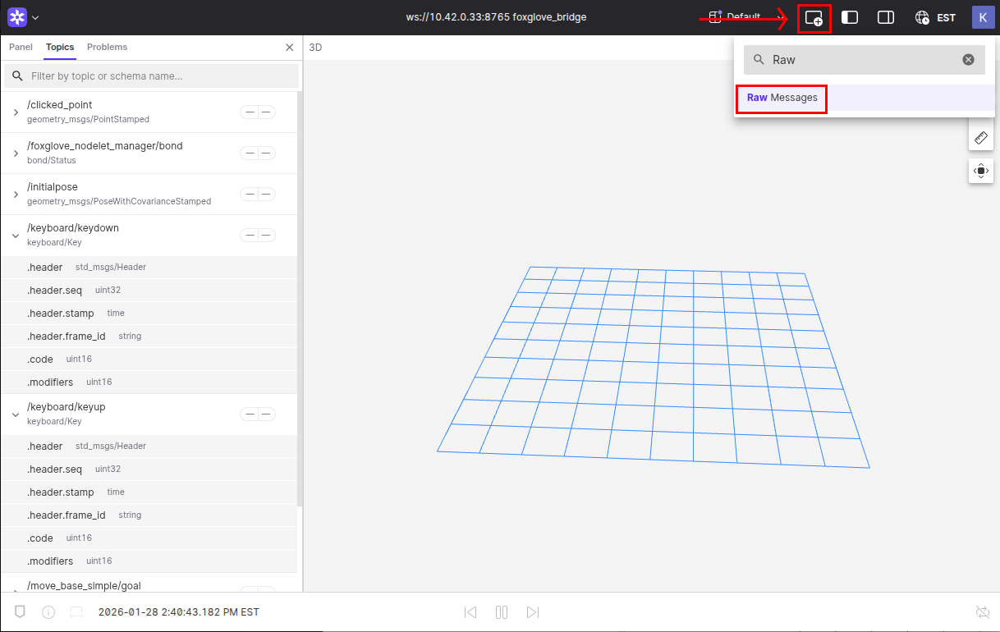 ws://10.42.0.33:8765 foxglove_bridge
Default
EST
K
Panel
Topics
Problems
3D
Filter by topic or schema name...
Raw
Raw Messages
/clicked_point
geometry_msgs/PointStamped
/foxglove_nodelet_manager/bond
bond/Status
/initialpose
geometry_msgs/PoseWithCovarianceStamped
/keyboard/keydown
keyboard/Key
.header std_msgs/Header
.header.seq uint32
.header.stamp time
.header.frame_id string
.code uint16
.modifiers uint16
/keyboard/keyup
keyboard/Key
.header std_msgs/Header
.header.seq uint32
.header.stamp time
.header.frame_id string
.code uint16
.modifiers uint16
/move_base_simple/goal
2026-01-28 2:40:43.182 PM EST